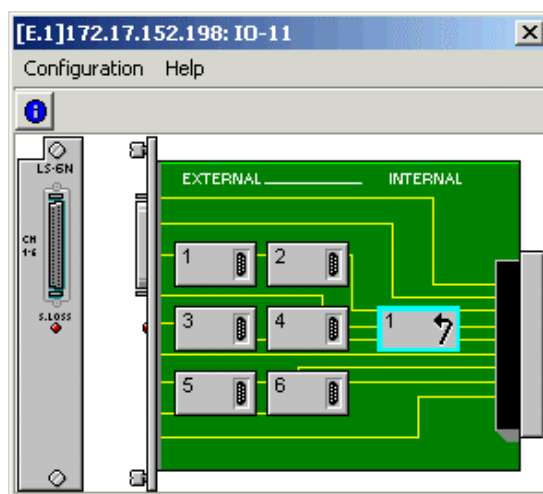 [E.1]172.17.152.198: IO-11
Configuration Help
LS-6N
EXTERNAL INTERNAL
CH
1-6
1 2
3 4 1
5 6
S.LOSS